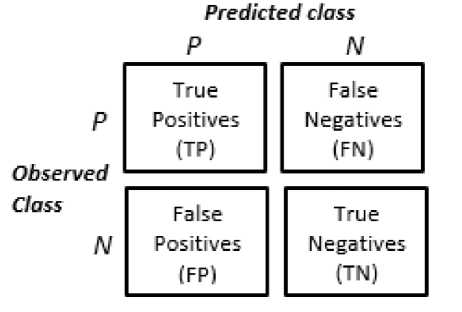 Predicted class
P N
P
True
Positives
(TP)
False
Negatives
(FN)
Observed
Class
N
False
Positives
(FP)
True
Negatives
(TN)